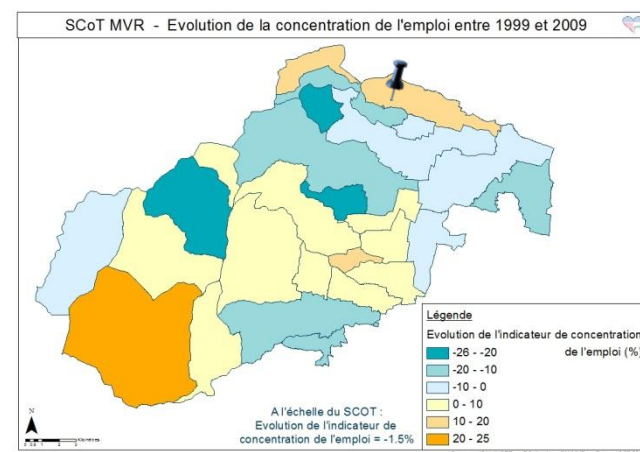 SCoT MVR - Evolution de la concentration de l'emploi entre 1999 et 2009
Légende
Evolution de l'indicateur de concentration
de l'emploi (%)
-26 - -20
-20 - -10
-10 - 0
0 - 10
10 - 20
20 - 25
A l'échelle du SCOT :
Evolution de l'indicateur de
concentration de l'emploi = -1.5%
N